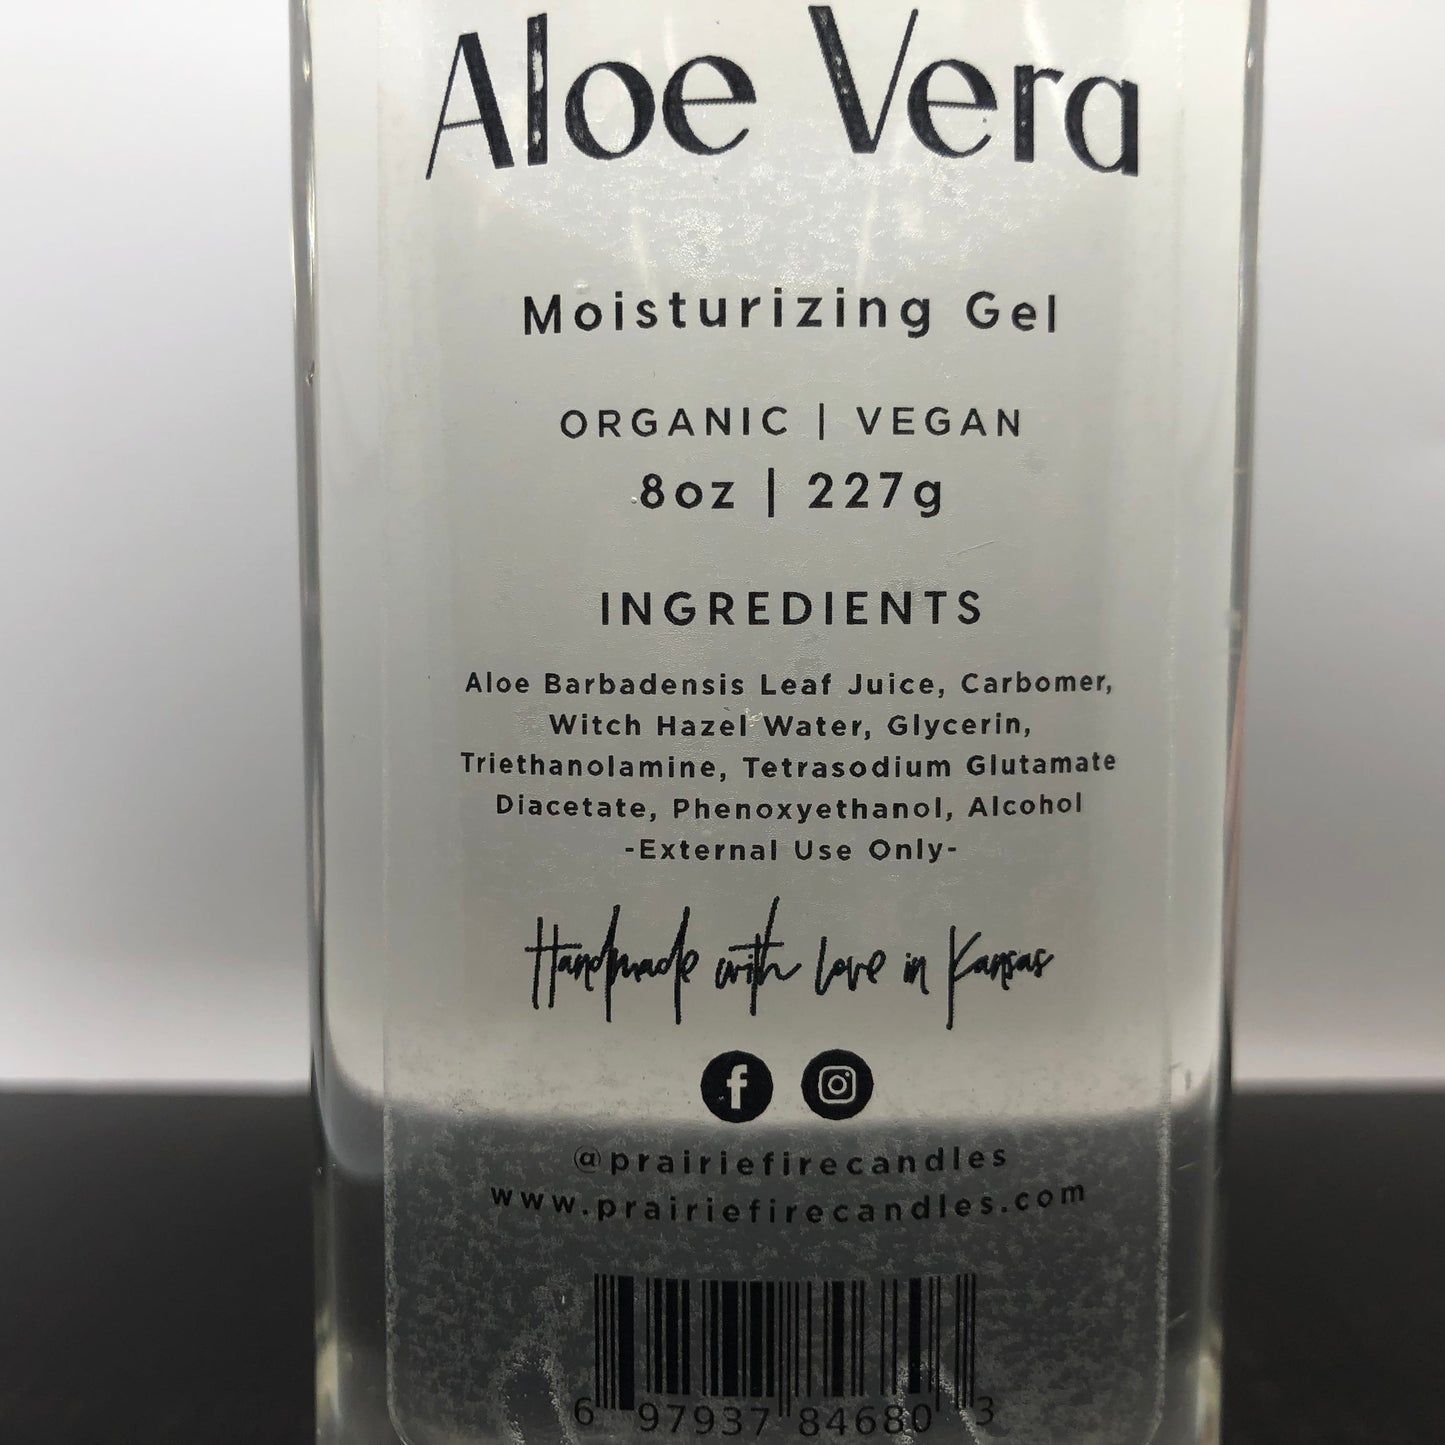 Aloe Vera
Moisturizing Gel
ORGANIC | VEGAN
8oz | 227g
INGREDIENTS
Aloe Barbadensis Leaf Juice, Carbomer,
Witch Hazel Water, Glycerin,
Triethanolamine, Tetrasodium Glutamate
Diacetate, Phenoxyethanol, Alcohol
-External Use Only-
Handmade with love in Kansas
@prairiefirecandles
www.prairiefirecandles.com
6 97937 84680 3